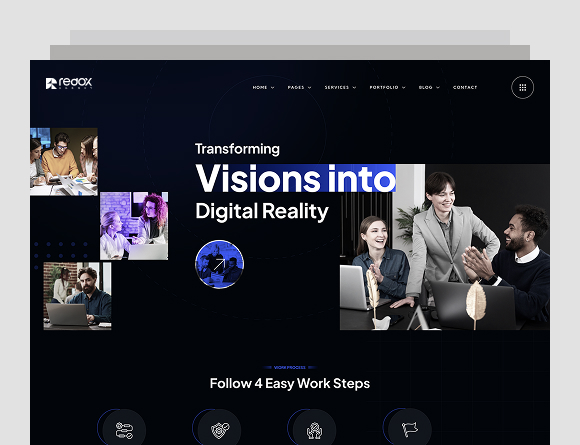 redox
AGENCY
HOME PAGES SERVICES PORTFOLIO BLOG CONTACT
Transforming
Visions into
Digital Reality
WORK PROCESS
Follow 4 Easy Work Steps